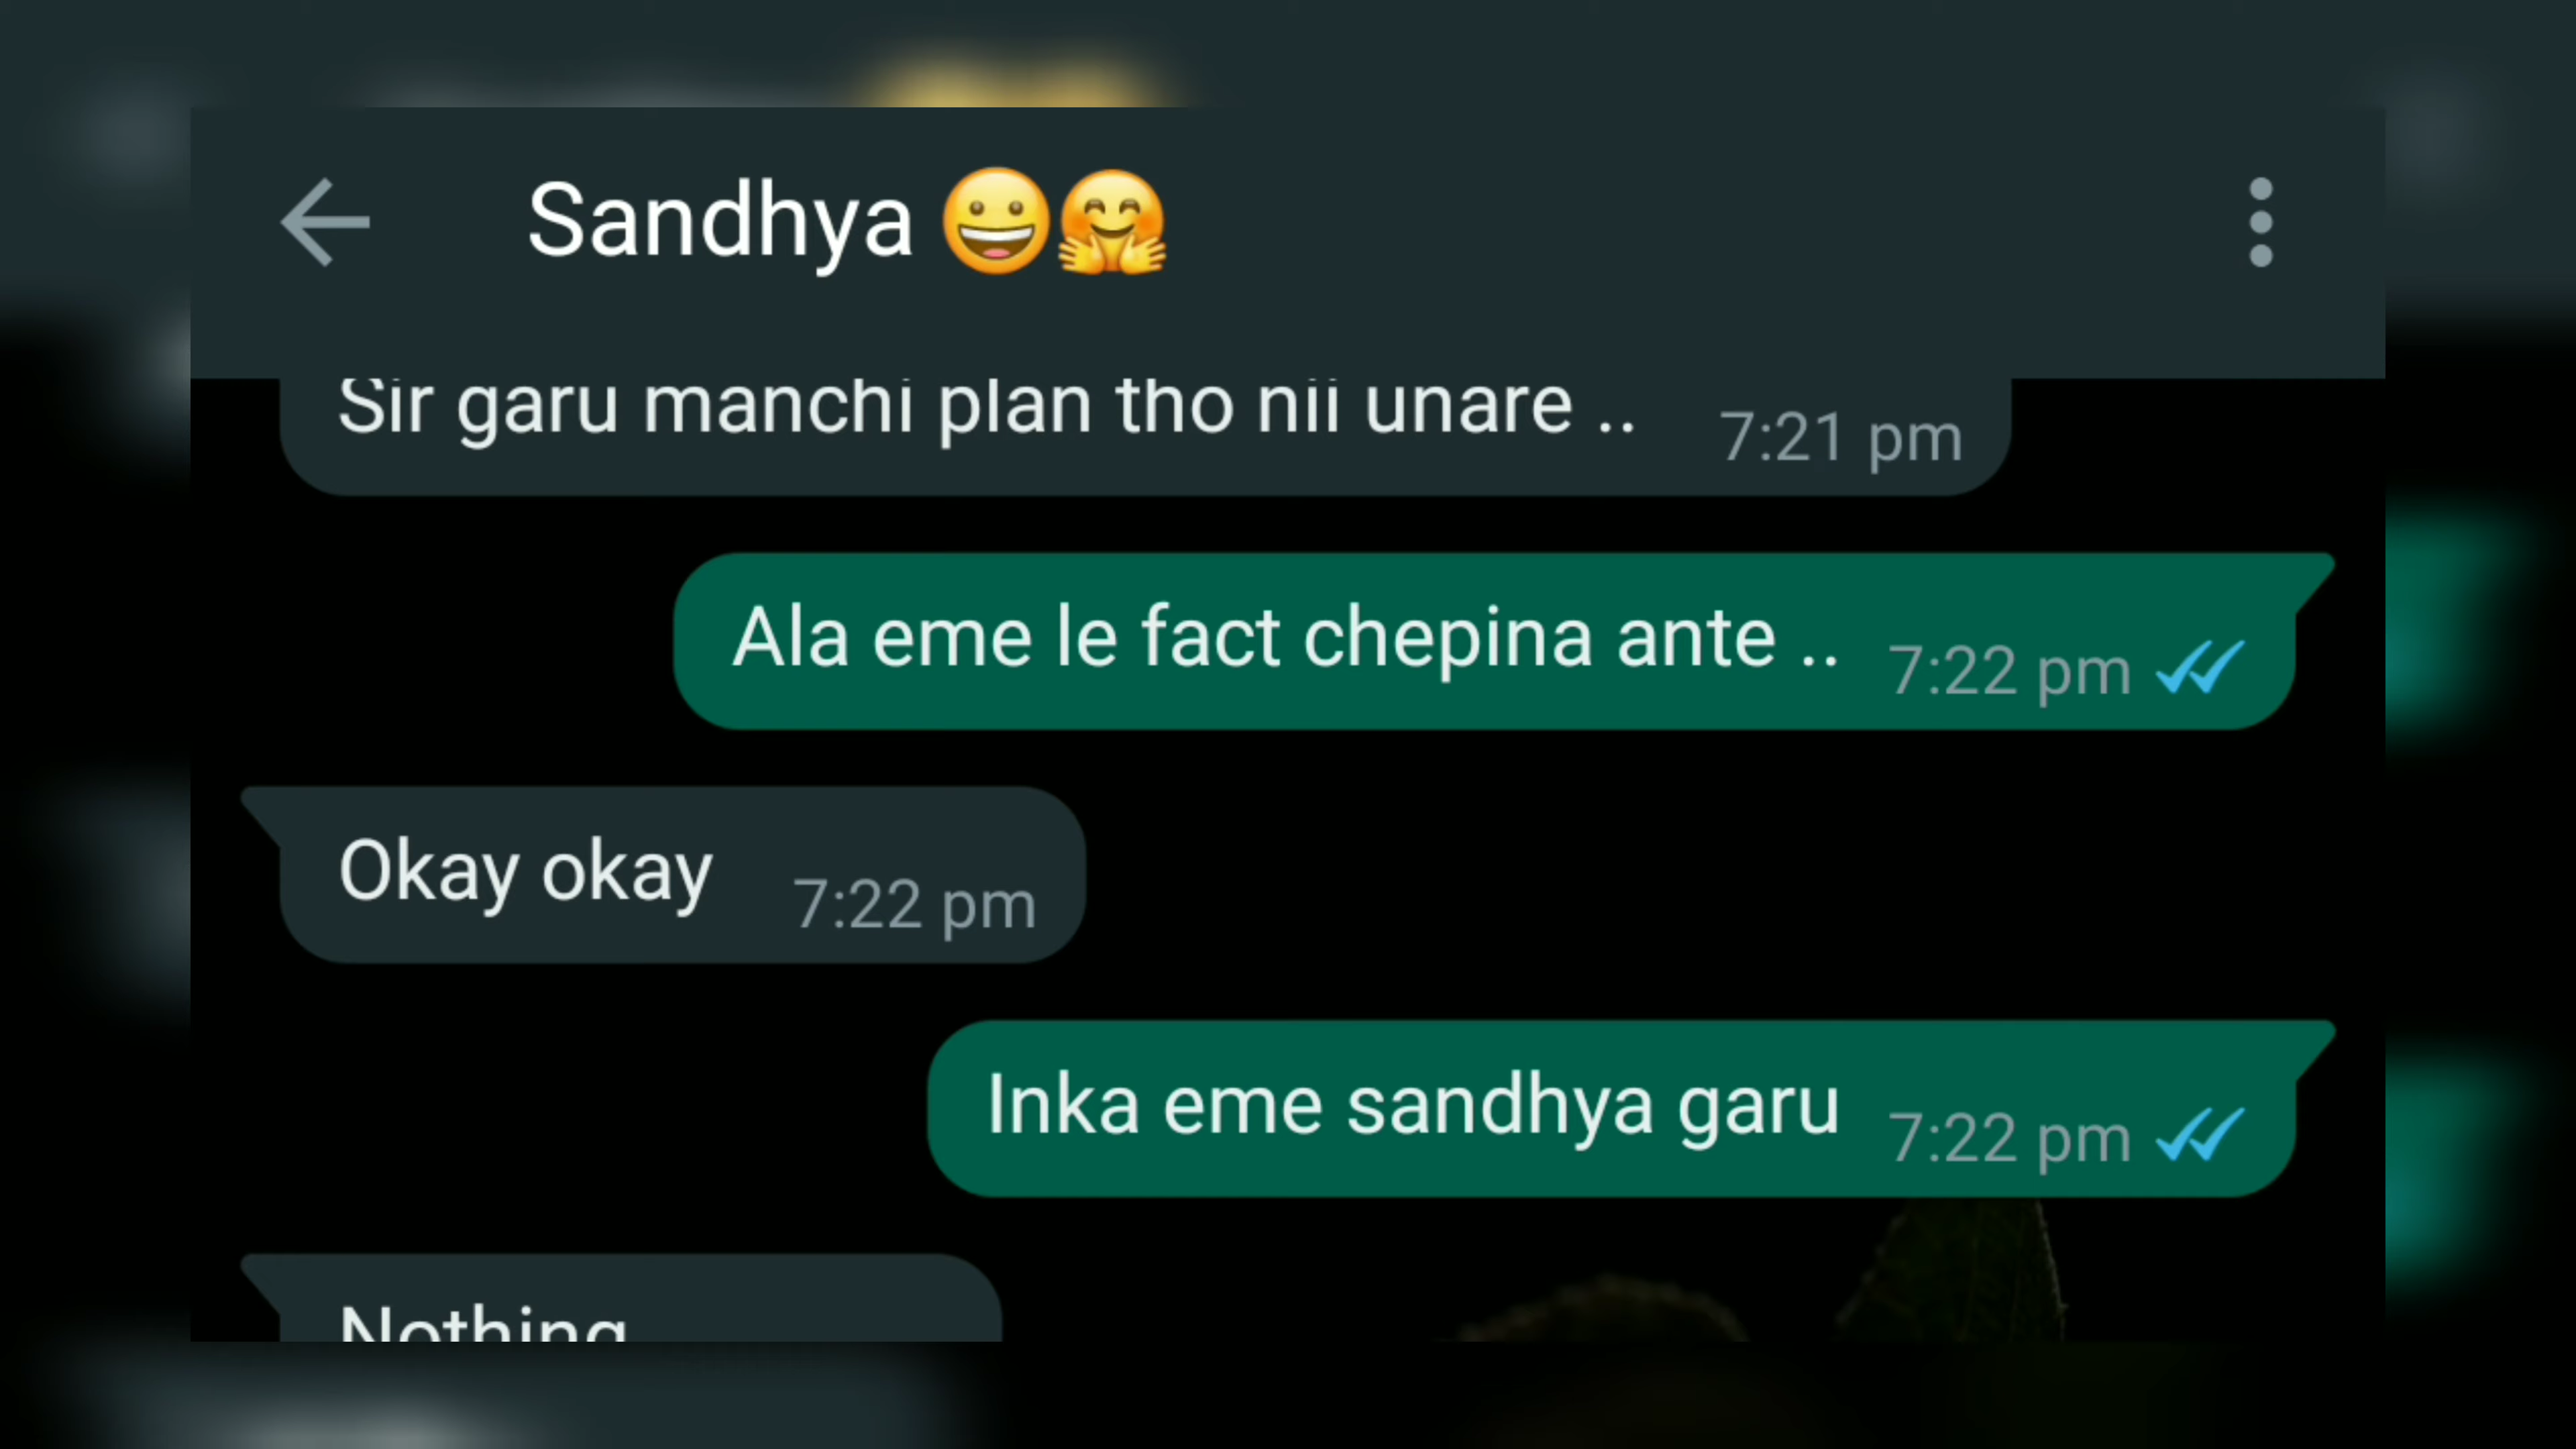 Sandhya 😀🤗
Sir garu manchi plan tho nii unare .. 7:21 pm
Ala eme le fact chepina ante .. 7:22 pm
Okay okay 7:22 pm
Inka eme sandhya garu 7:22 pm
Nothing